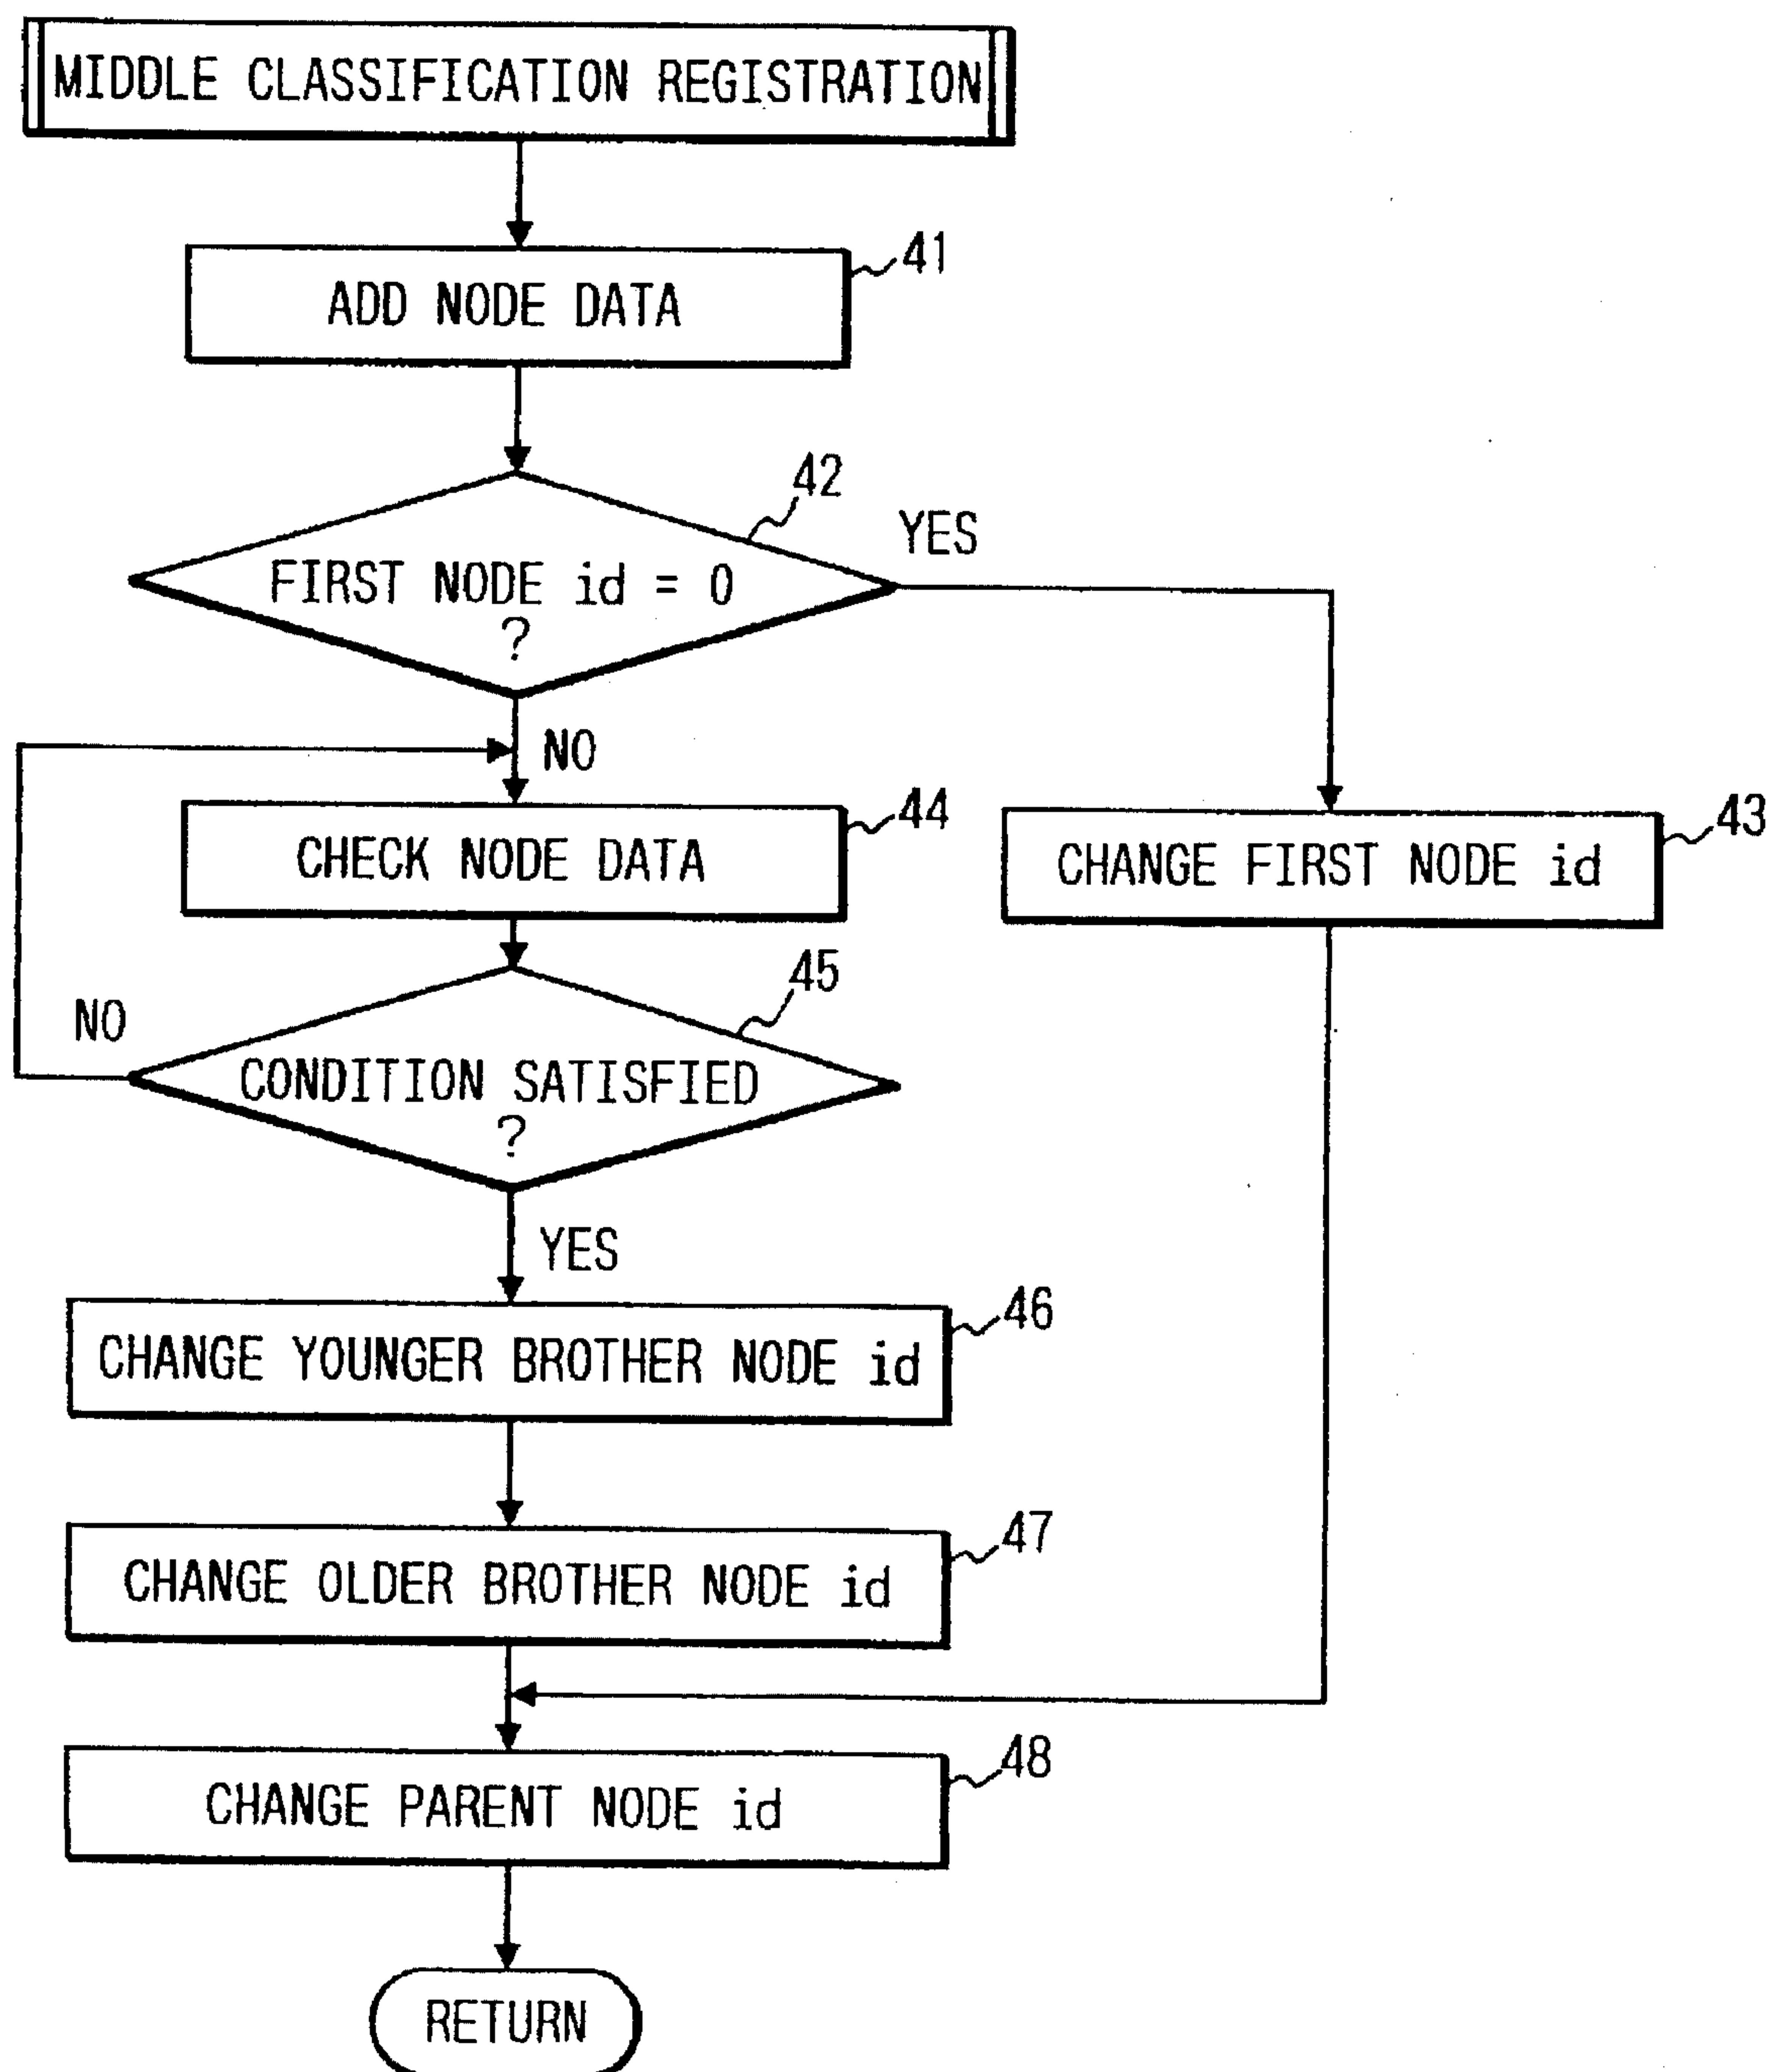 MIDDLE CLASSIFICATION REGISTRATION
41
ADD NODE DATA
42
YES
FIRST NODE id = 0
?
NO
44
CHECK NODE DATA
43
CHANGE FIRST NODE id
45
NO
CONDITION SATISFIED
?
YES
46
CHANGE YOUNGER BROTHER NODE id
47
CHANGE OLDER BROTHER NODE id
48
CHANGE PARENT NODE id
RETURN